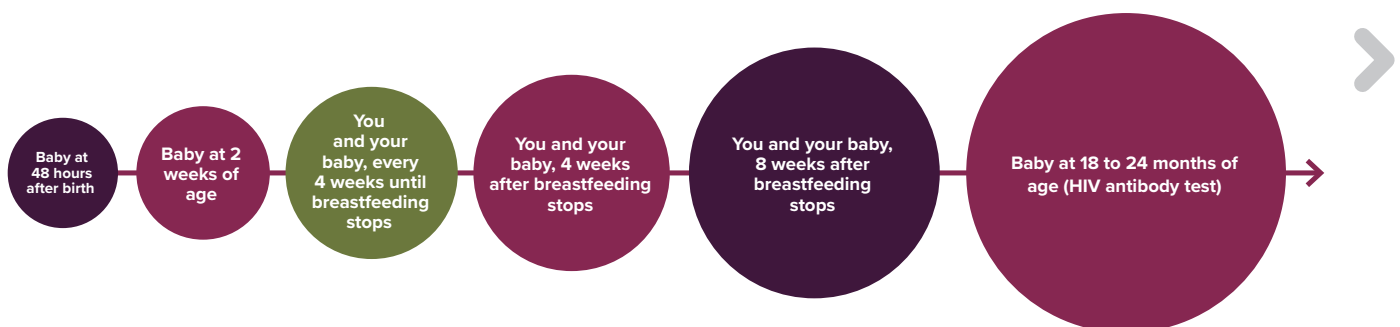 Baby at
48 hours
after birth
Baby at 2
weeks of
age
You
and your
baby, every
4 weeks until
breastfeeding
stops
You and your
baby, 4 weeks
after breastfeeding
stops
You and your baby,
8 weeks after
breastfeeding
stops
Baby at 18 to 24 months of
age (HIV antibody test)